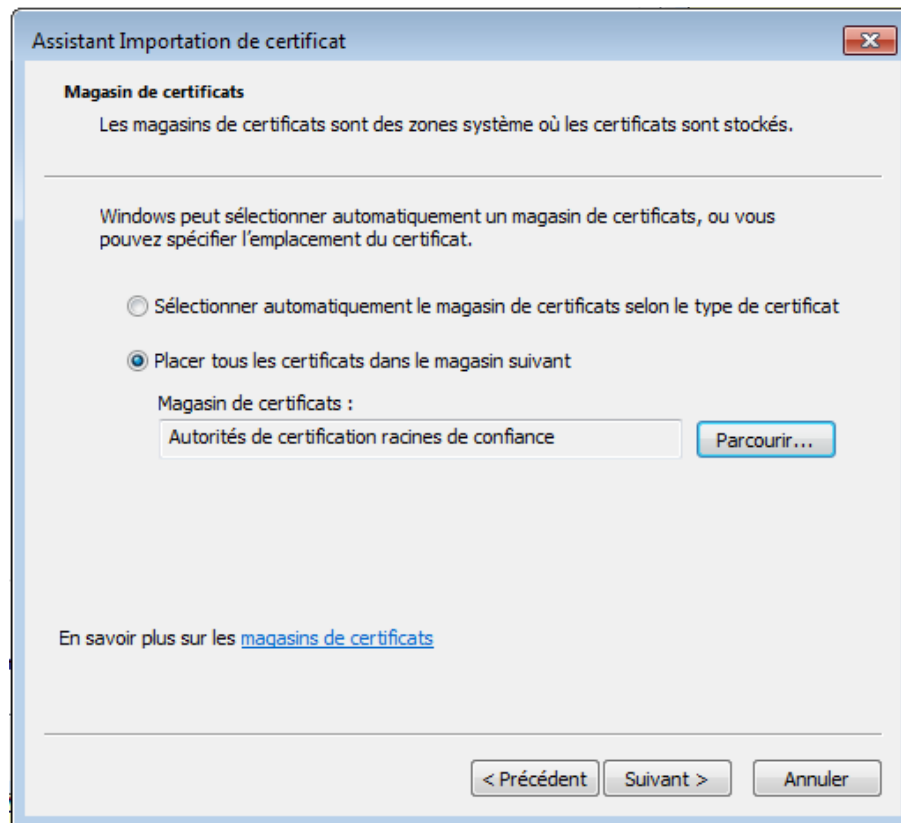 Assistant Importation de certificat
Magasin de certificats
Les magasins de certificats sont des zones système où les certificats sont stockés.
Windows peut sélectionner automatiquement un magasin de certificats, ou vous
pouvez spécifier l'emplacement du certificat.
Sélectionner automatiquement le magasin de certificats selon le type de certificat
Placer tous les certificats dans le magasin suivant
Magasin de certificats :
Autorités de certification racines de confiance
Parcourir...
En savoir plus sur les magasins de certificats
< Précédent
Suivant >
Annuler